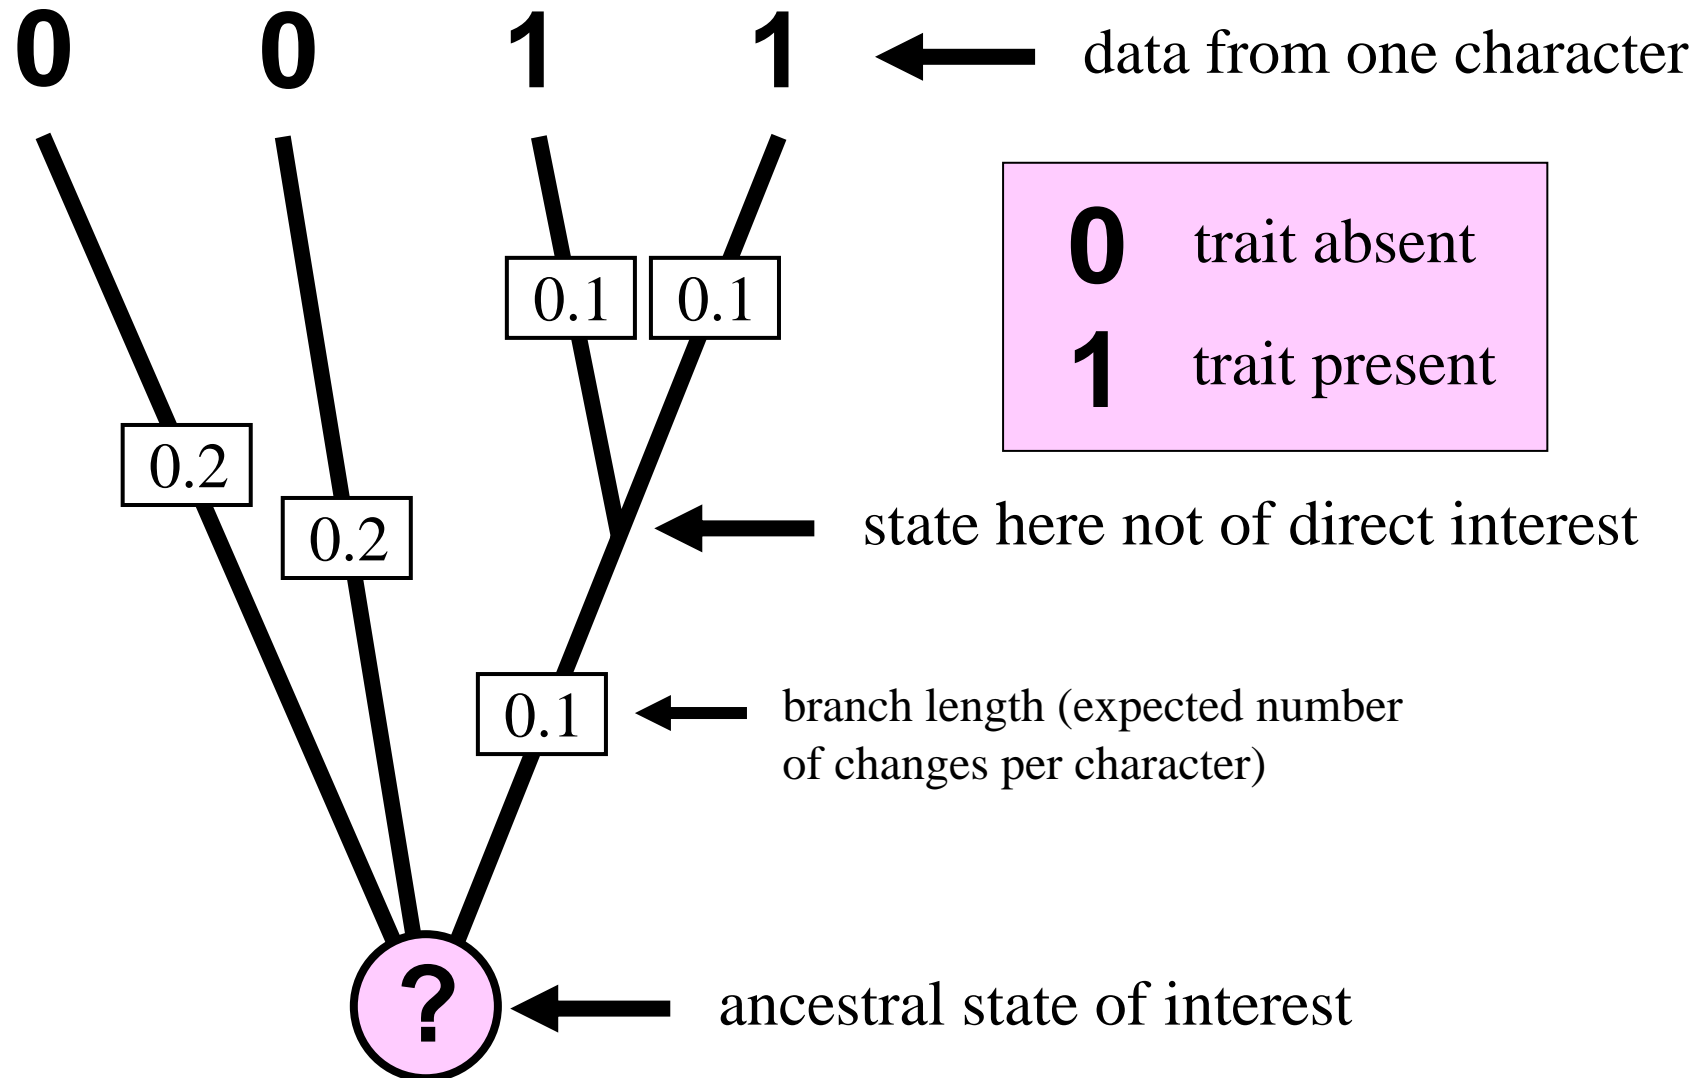 0 0 1 1
data from one character
0 trait absent
1 trait present
0.1 0.1
0.2
0.2
state here not of direct interest
0.1
branch length (expected number
of changes per character)
?
ancestral state of interest